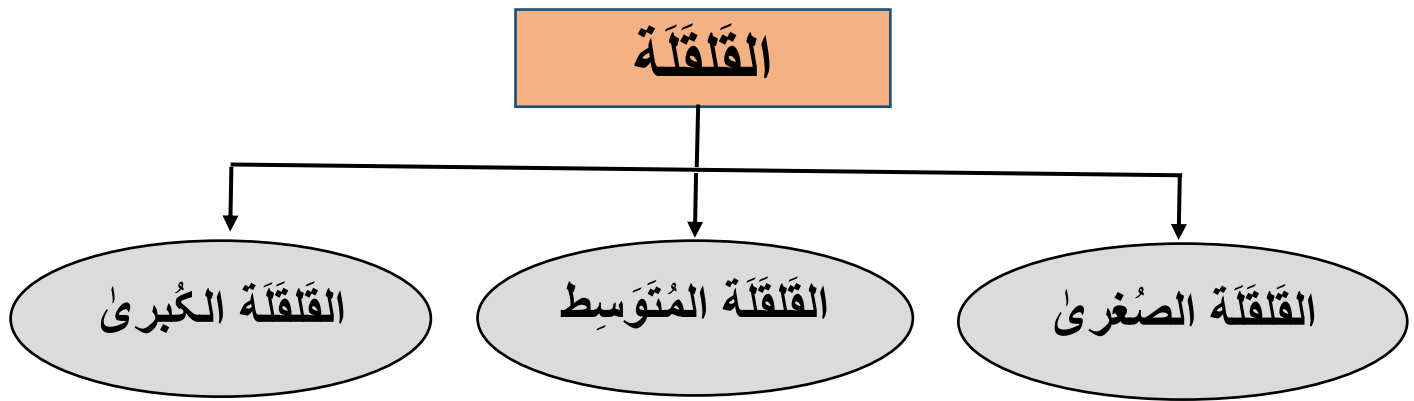 القَلقَلَة
القَلقَلَة الصُغرىٰ
القَلقَلَة المُتَوَسِط
القَلقَلَة الكُبرىٰ